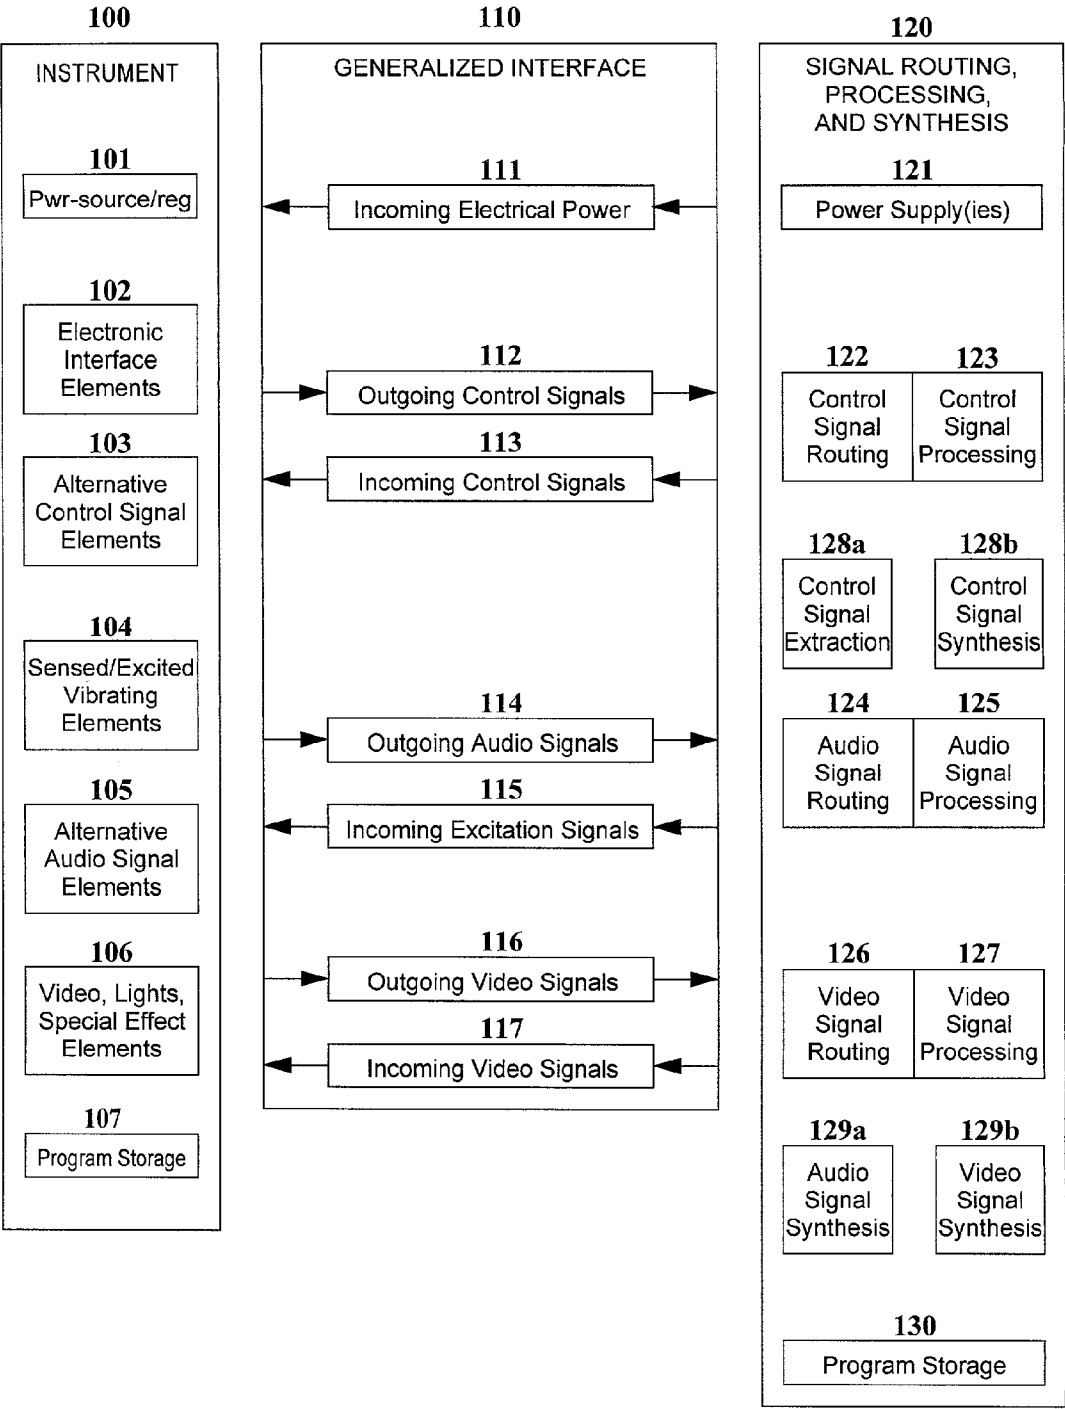 100
INSTRUMENT
101
Pwr-source/reg
102
Electronic
Interface
Elements
103
Alternative
Control Signal
Elements
104
Sensed/Excited
Vibrating
Elements
105
Alternative
Audio Signal
Elements
106
Video, Lights,
Special Effect
Elements
107
Program Storage
110
GENERALIZED INTERFACE
111
Incoming Electrical Power
112
Outgoing Control Signals
113
Incoming Control Signals
114
Outgoing Audio Signals
115
Incoming Excitation Signals
116
Outgoing Video Signals
117
Incoming Video Signals
120
SIGNAL ROUTING,
PROCESSING,
AND SYNTHESIS
121
Power Supply(ies)
122
Control
Signal
Routing
123
Control
Signal
Processing
128a
Control
Signal
Extraction
128b
Control
Signal
Synthesis
124
Audio
Signal
Routing
125
Audio
Signal
Processing
126
Video
Signal
Routing
127
Video
Signal
Processing
129a
Audio
Signal
Synthesis
129b
Video
Signal
Synthesis
130
Program Storage